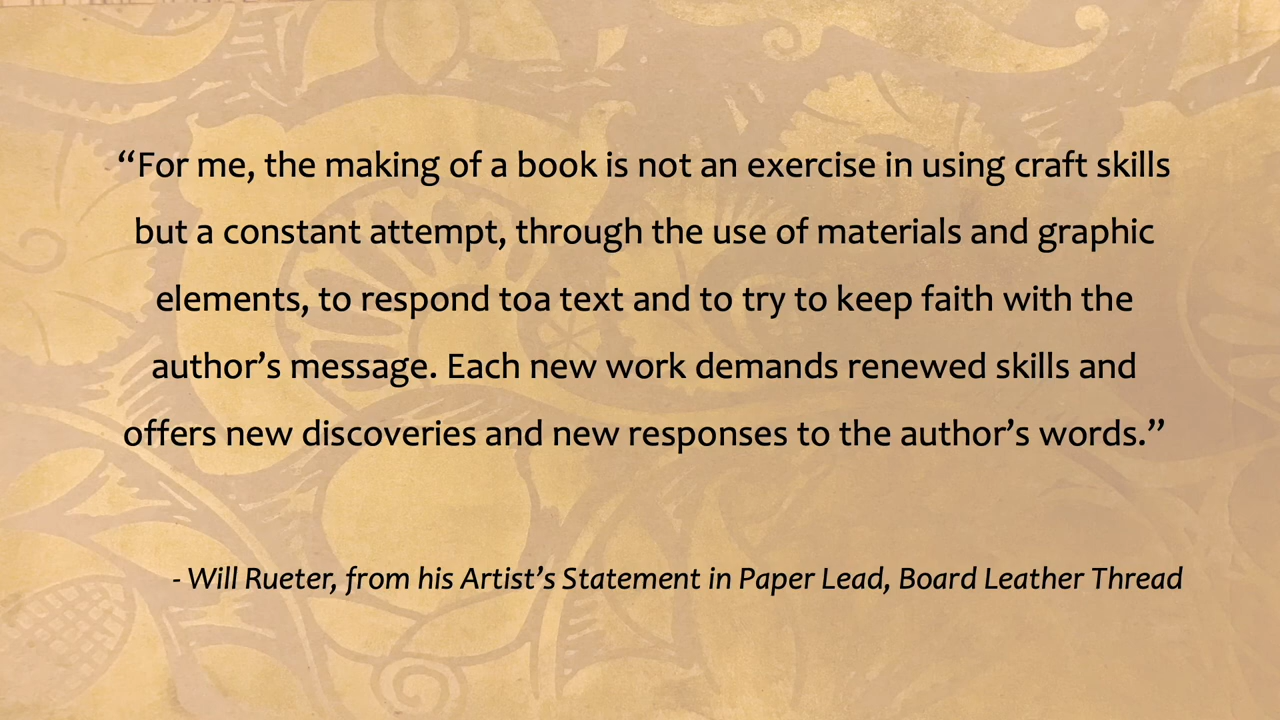 “For me, the making of a book is not an exercise in using craft skills
but a constant attempt, through the use of materials and graphic
elements, to respond toa text and to try to keep faith with the
author’s message. Each new work demands renewed skills and
offers new discoveries and new responses to the author’s words.”
- Will Rueter, from his Artist’s Statement in Paper Lead, Board Leather Thread